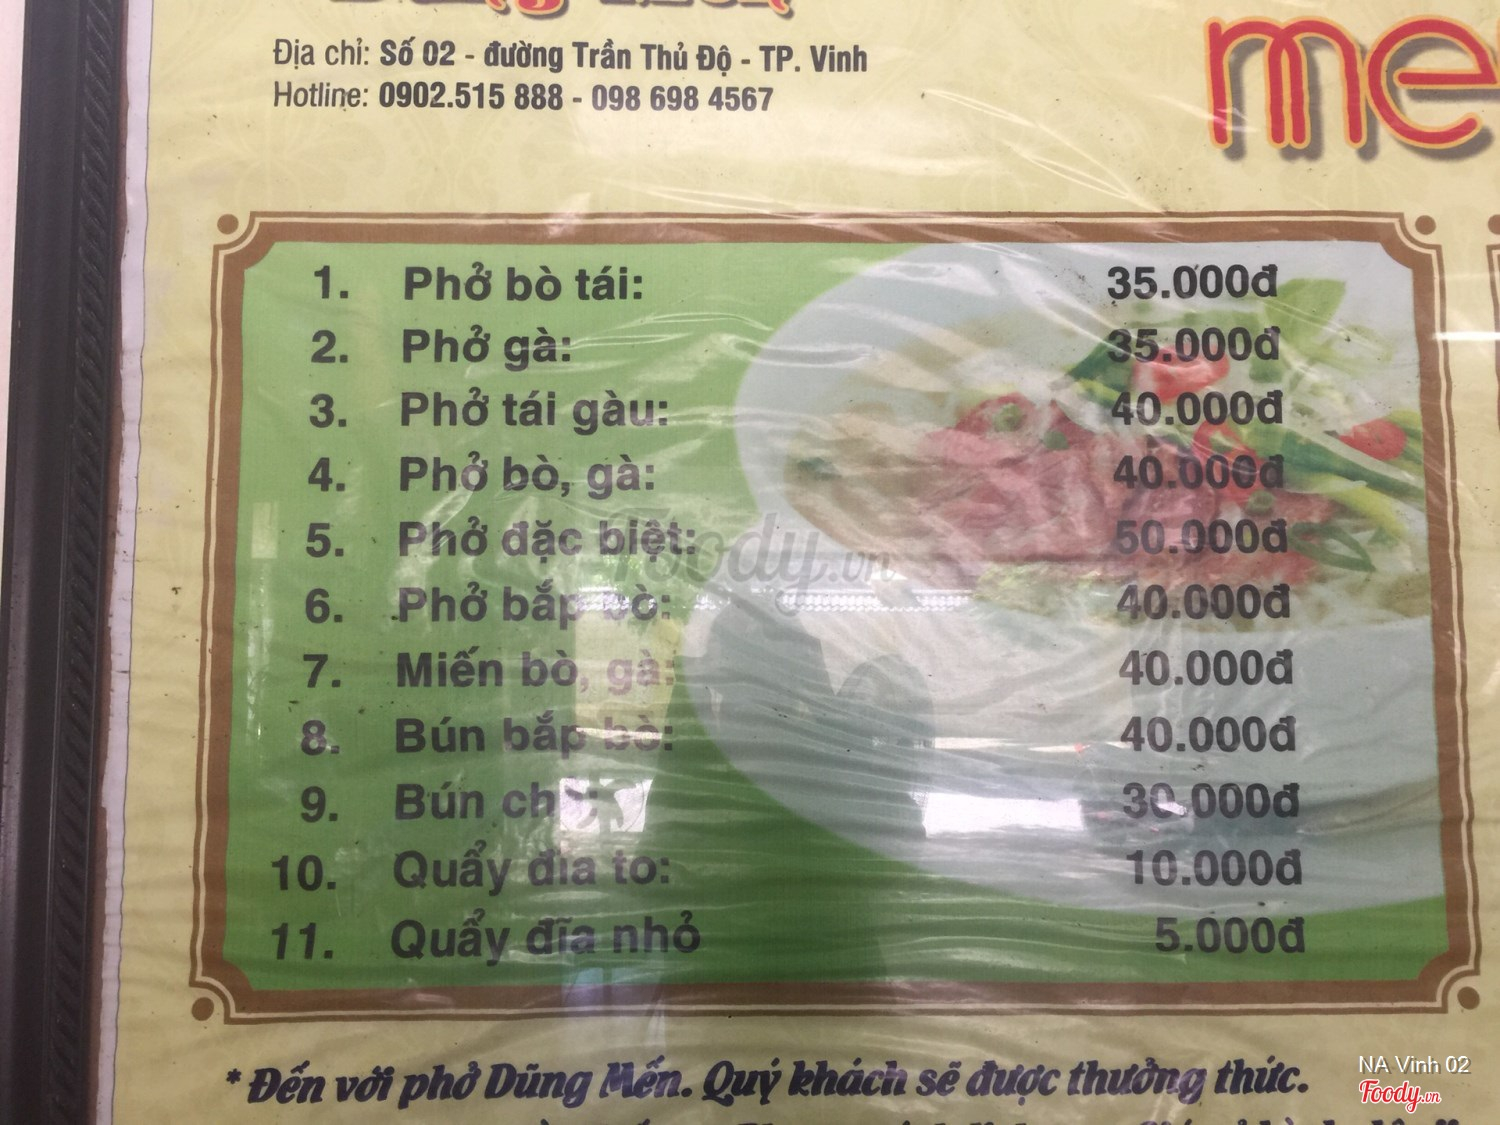 Địa chỉ: Số 02 - đường Trần Thủ Độ - TP. Vinh
Hotline: 0902.515 888 - 098 698 4567
1. Phở bò tái: 35.000đ
2. Phở gà: 35.000đ
3. Phở tái gàu: 40.000đ
4. Phở bò, gà: 40.000đ
5. Phở đặc biệt: 50.000đ
6. Phở bắp bò: 40.000đ
7. Miến bò, gà: 40.000đ
8. Bún bắp bò: 40.000đ
9. Bún 30.000đ
10. Quẩy đĩa to: 10.000đ
11. Quẩy đĩa nhỏ 5.000đ
Foody.vn
* Đến với phở Dũng Mến. Quý khách sẽ được thưởng thức.
NA Vinh 02
Foody.vn